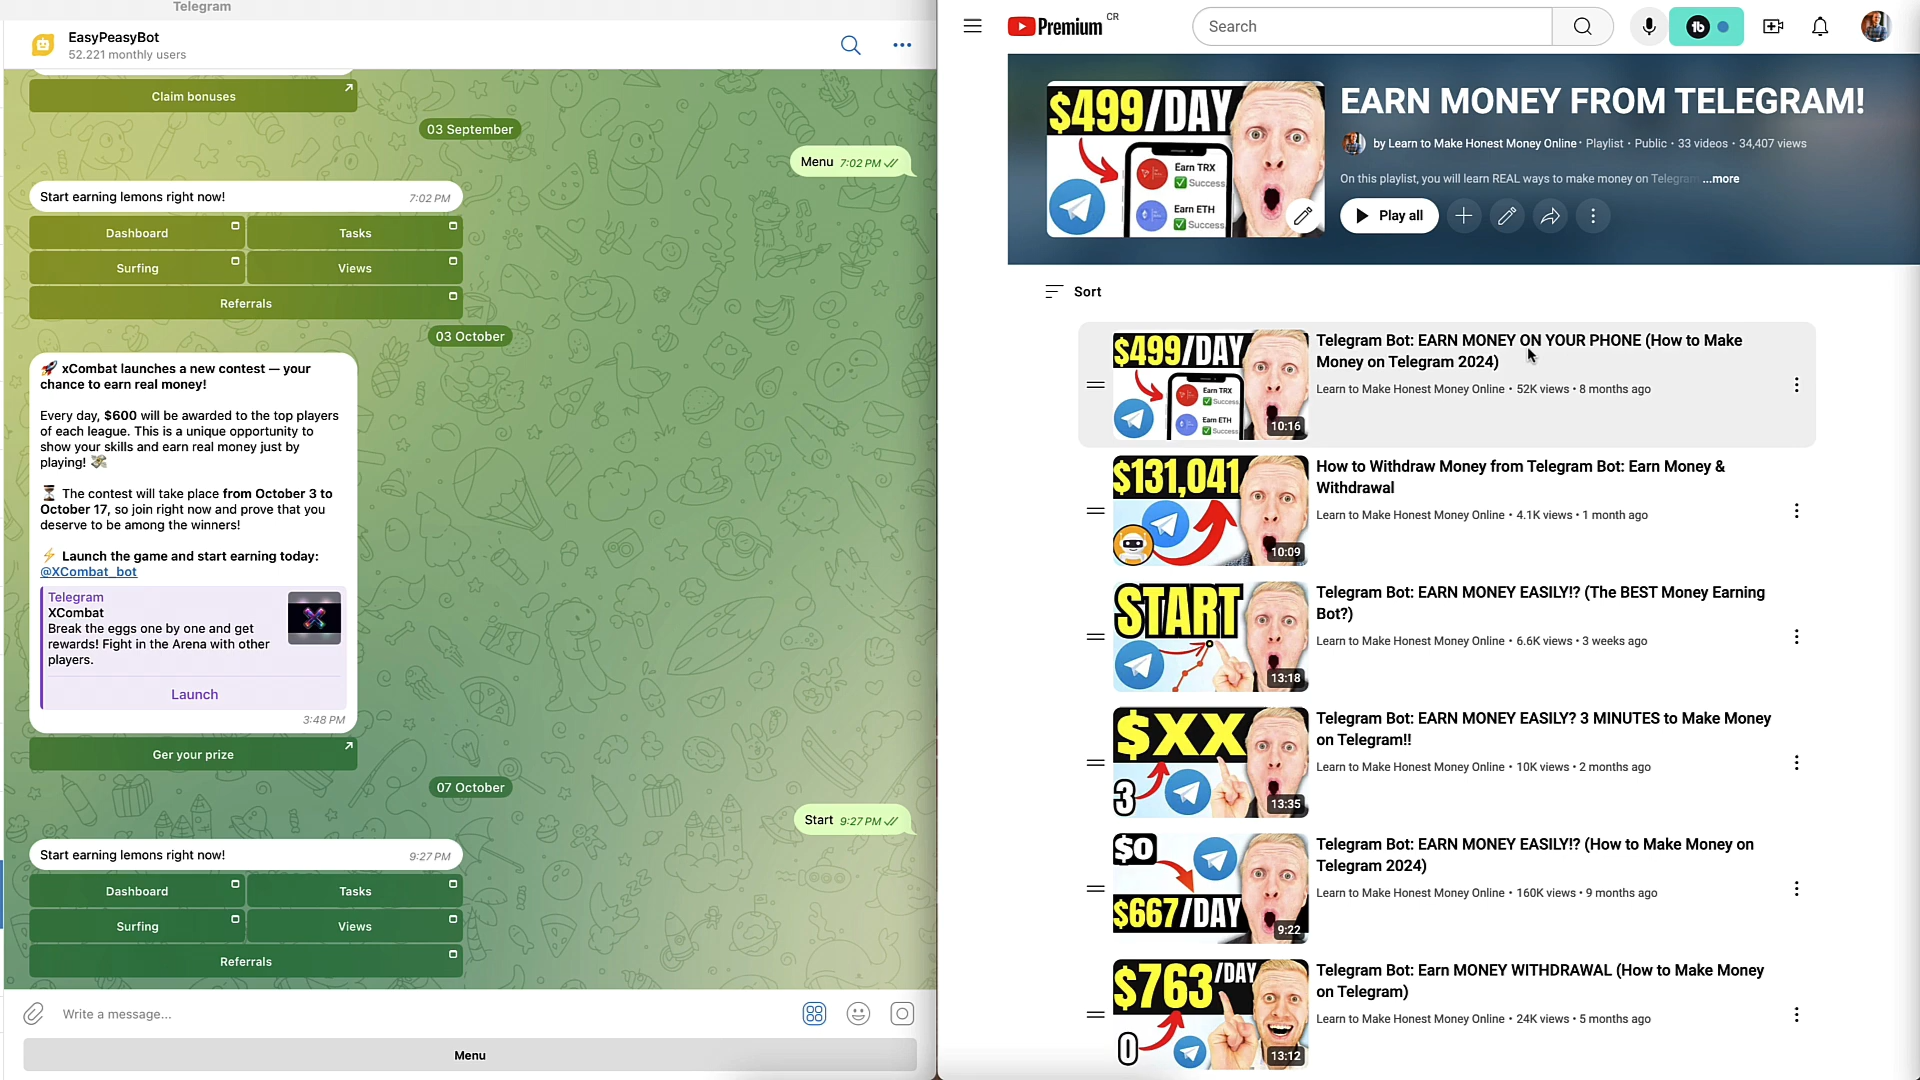 Telegram
EasyPeasyBot
52.221 monthly users
Claim bonuses
03 September
Menu 7:02 PM
Start earning lemons right now! 7:02 PM
Dashboard
Tasks
Surfing
Views
Referrals
03 October
xCombat launches a new contest — your
chance to earn real money!
Every day, $600 will be awarded to the top players
of each league. This is a unique opportunity to
show your skills and earn real money just by
playing!
The contest will take place from October 3 to
October 17, so join right now and prove that you
deserve to be among the winners!
Launch the game and start earning today:
@XCombat_bot
Telegram
XCombat
Break the eggs one by one and get
rewards! Fight in the Arena with other
players.
Launch
3:48 PM
Ger your prize
07 October
Start 9:27 PM
Start earning lemons right now! 9:27 PM
Dashboard
Tasks
Surfing
Views
Referrals
Write a message...
Menu
Premium CR
Search
$499/DAY
Earn TRX
Success
Earn ETH
Success
EARN MONEY FROM TELEGRAM!
by Learn to Make Honest Money Online • Playlist • Public • 33 videos • 34,407 views
On this playlist, you will learn REAL ways to make money on Telegram ...more
Play all
Sort
$499/DAY
Earn TRX
Success
Earn ETH
Success
10:16
Telegram Bot: EARN MONEY ON YOUR PHONE (How to Make
Money on Telegram 2024)
Learn to Make Honest Money Online • 52K views • 8 months ago
$131,041
10:09
How to Withdraw Money from Telegram Bot: Earn Money &
Withdrawal
Learn to Make Honest Money Online • 4.1K views • 1 month ago
START
13:18
Telegram Bot: EARN MONEY EASILY!? (The BEST Money Earning
Bot?)
Learn to Make Honest Money Online • 6.6K views • 3 weeks ago
$XX
3
13:35
Telegram Bot: EARN MONEY EASILY? 3 MINUTES to Make Money
on Telegram!!
Learn to Make Honest Money Online • 10K views • 2 months ago
$0
$667/DAY
9:22
Telegram Bot: EARN MONEY EASILY!? (How to Make Money on
Telegram 2024)
Learn to Make Honest Money Online • 160K views • 9 months ago
$763/DAY
0
13:12
Telegram Bot: Earn MONEY WITHDRAWAL (How to Make Money
on Telegram)
Learn to Make Honest Money Online • 24K views • 5 months ago